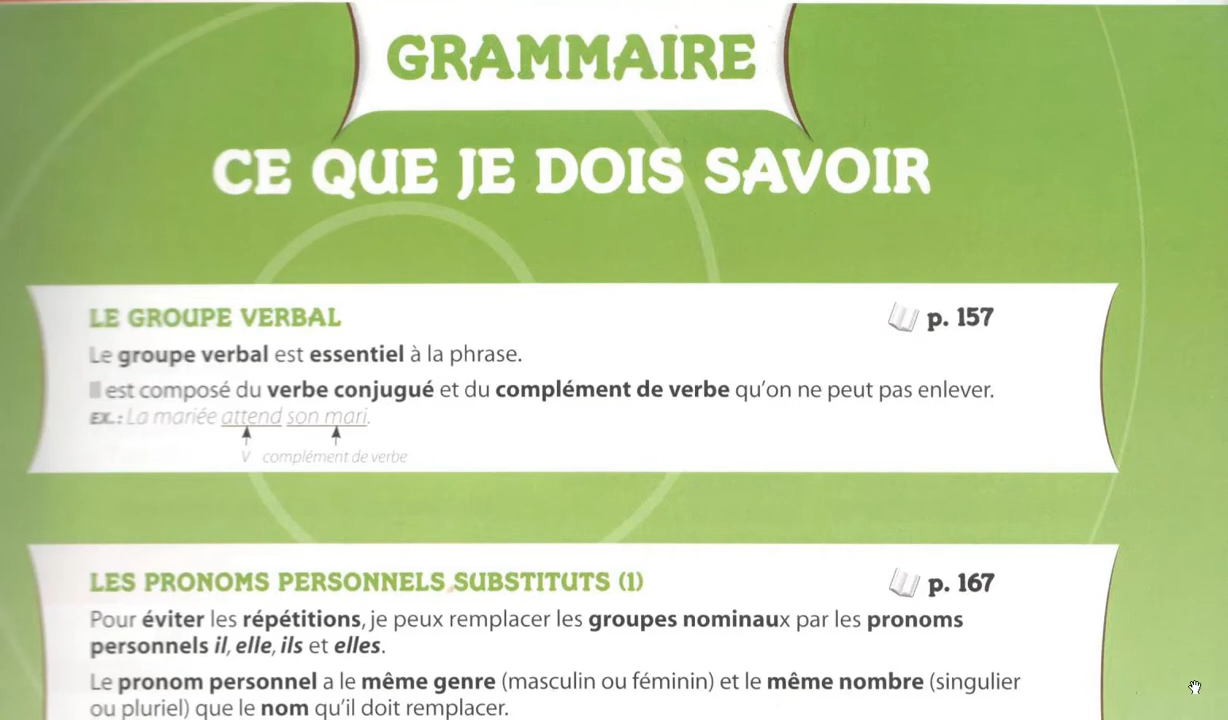 GRAMMAIRE
CE QUE JE DOIS SAVOIR
LE GROUPE VERBAL
p. 157
Le groupe verbal est essentiel à la phrase.
Il est composé du verbe conjugué et du complément de verbe qu'on ne peut pas enlever.
EX.: La mariée attend son mari.
V complément de verbe
LES PRONOMS PERSONNELS SUBSTITUTS (1)
p. 167
Pour éviter les répétitions, je peux remplacer les groupes nominaux par les pronoms
personnels il, elle, ils et elles.
Le pronom personnel a le même genre (masculin ou féminin) et le même nombre (singulier
ou pluriel) que le nom qu'il doit remplacer.